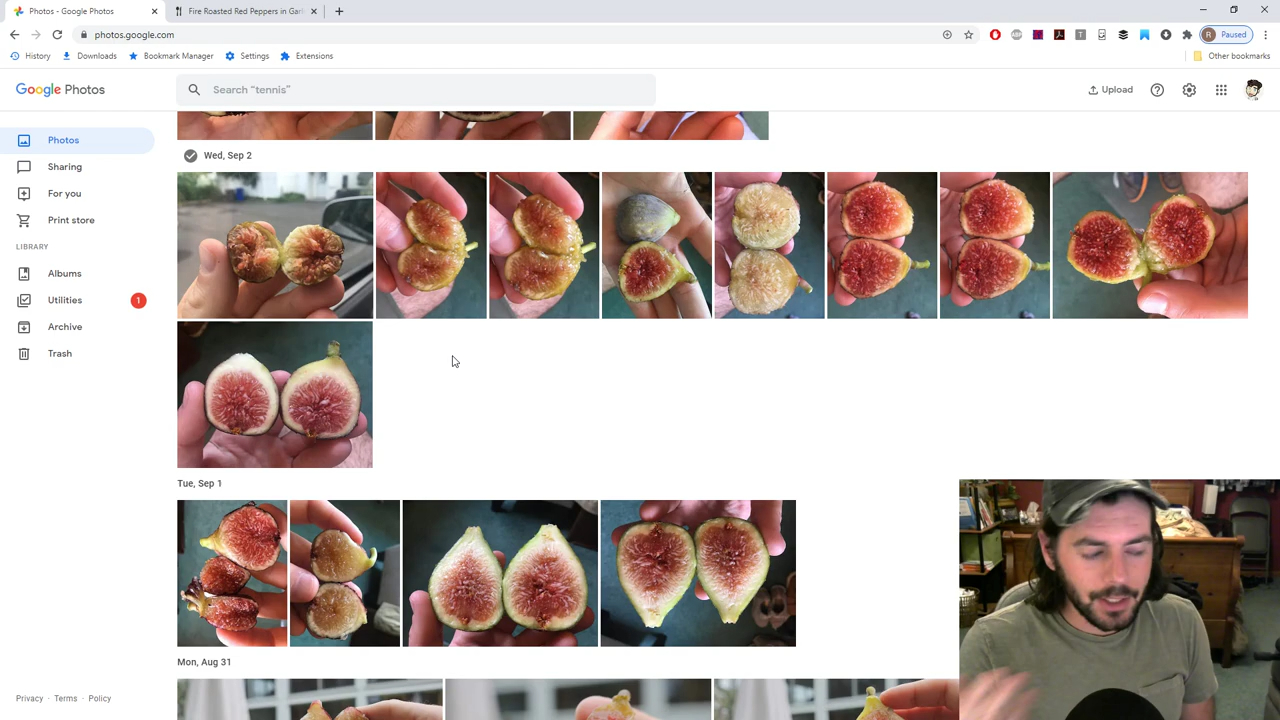 Photos - Google Photos
Fire Roasted Red Peppers in Garl
photos.google.com
R Paused
History Downloads Bookmark Manager Settings Extensions Other bookmarks
Google Photos
Search “tennis”
Upload
Photos
Sharing
For you
Print store
LIBRARY
Albums
Utilities 1
Archive
Trash
Wed, Sep 2
Tue, Sep 1
Mon, Aug 31
Privacy · Terms · Policy